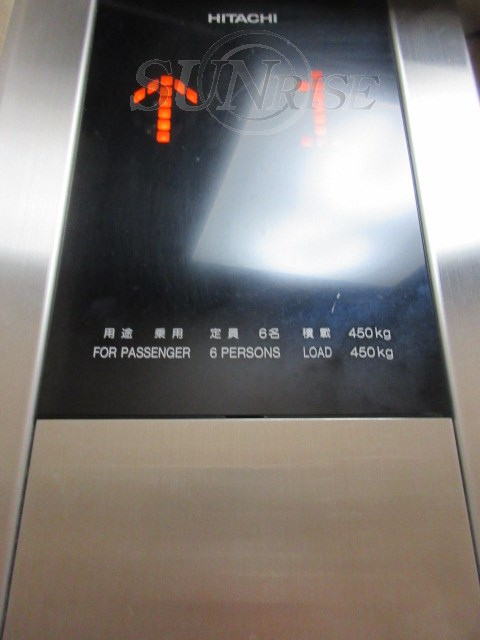 HITACHI
SUNRISE
↑ 1
用途 乗用 定員 6名 積載 450kg
FOR PASSENGER 6 PERSONS LOAD 450kg